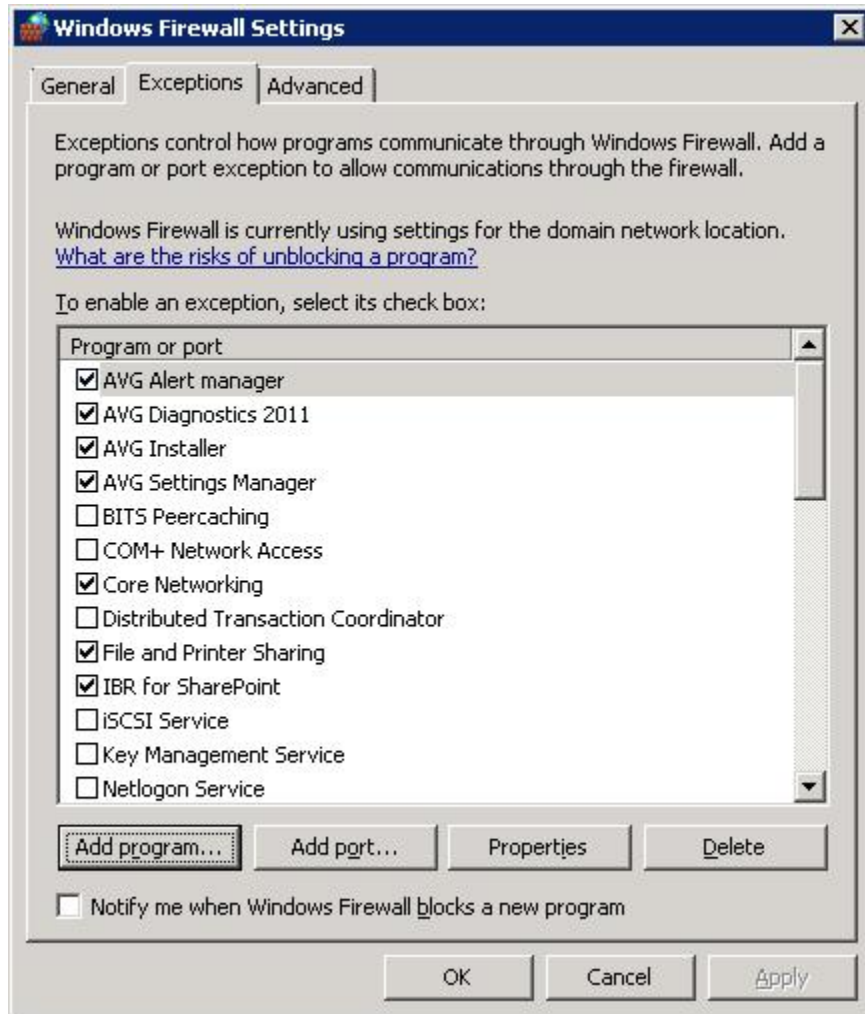 Windows Firewall Settings
General Exceptions Advanced
Exceptions control how programs communicate through Windows Firewall. Add a
program or port exception to allow communications through the firewall.
Windows Firewall is currently using settings for the domain network location.
What are the risks of unblocking a program?
To enable an exception, select its check box:
Program or port
AVG Alert manager
AVG Diagnostics 2011
AVG Installer
AVG Settings Manager
BITS Peercaching
COM+ Network Access
Core Networking
Distributed Transaction Coordinator
File and Printer Sharing
IBR for SharePoint
iSCSI Service
Key Management Service
Netlogon Service
Add program... Add port... Properties Delete
Notify me when Windows Firewall blocks a new program
OK Cancel Apply